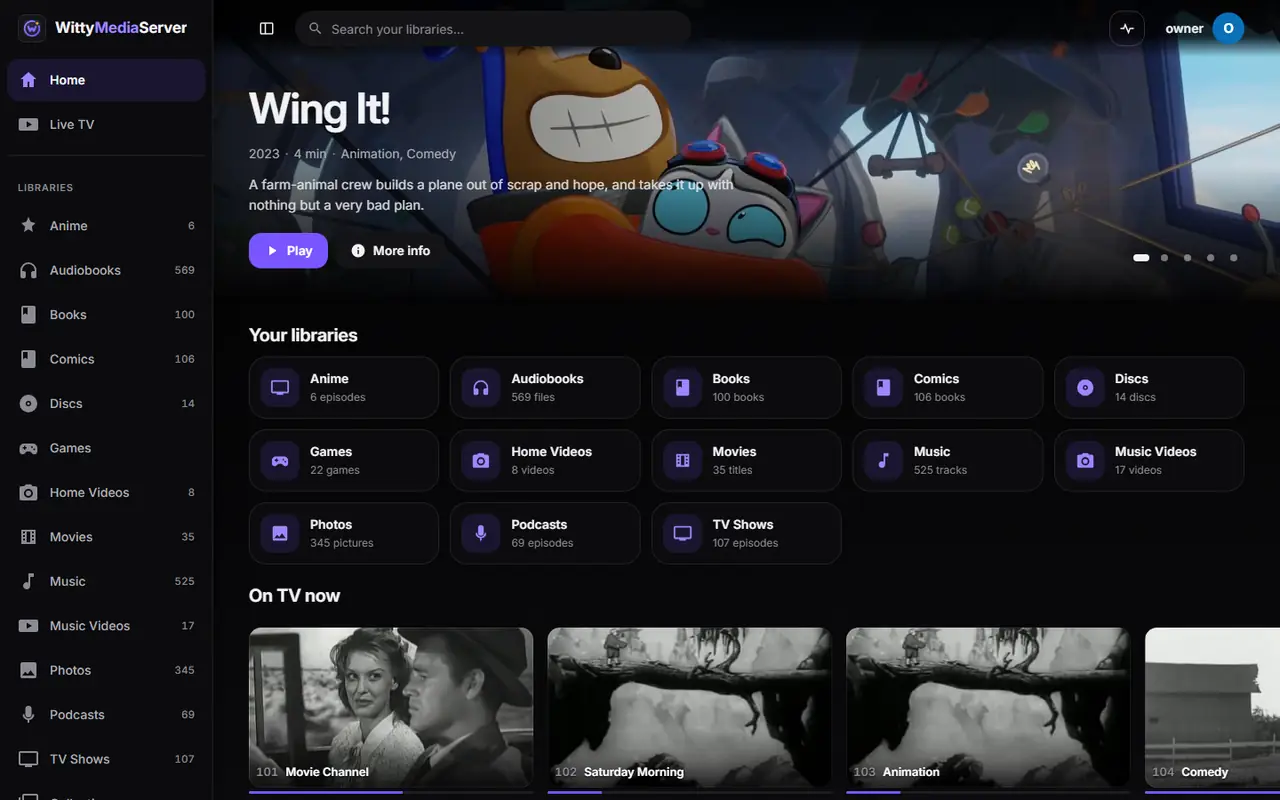 WittyMediaServer
Search your libraries...
owner
O
Home
Live TV
LIBRARIES
Anime 6
Audiobooks 569
Books 100
Comics 106
Discs 14
Games
Home Videos 8
Movies 35
Music 525
Music Videos 17
Photos 345
Podcasts 69
TV Shows 107
Wing It!
2023 · 4 min · Animation, Comedy
A farm-animal crew builds a plane out of scrap and hope, and takes it up with
nothing but a very bad plan.
Play
More info
Your libraries
Anime
6 episodes
Audiobooks
569 files
Books
100 books
Comics
106 books
Discs
14 discs
Games
22 games
Home Videos
8 videos
Movies
35 titles
Music
525 tracks
Music Videos
17 videos
Photos
345 pictures
Podcasts
69 episodes
TV Shows
107 episodes
On TV now
101 Movie Channel
102 Saturday Morning
103 Animation
104 Comedy